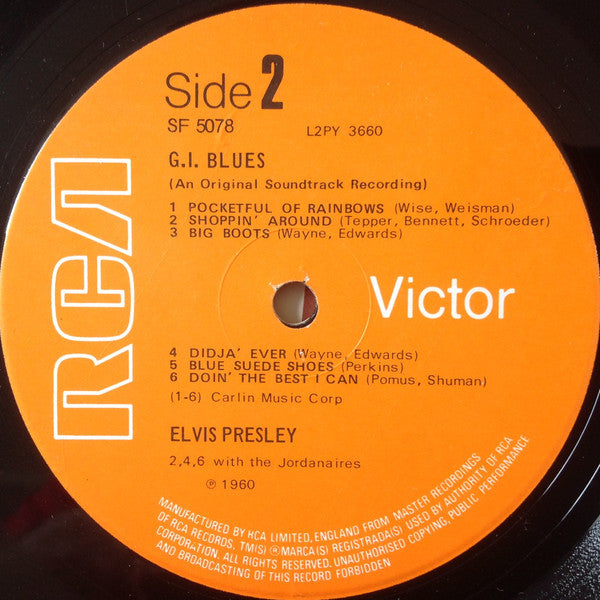 Side 2
SF 5078
L2PY 3660
G.I. BLUES
(An Original Soundtrack Recording)
1 POCKETFUL OF RAINBOWS (Wise, Weisman)
2 SHOPPIN' AROUND (Tepper, Bennett, Schroeder)
3 BIG BOOTS (Wayne, Edwards)
RCA
Victor
4 DIDJA' EVER (Wayne, Edwards)
5 BLUE SUEDE SHOES (Perkins)
6 DOIN' THE BEST I CAN (Pomus, Shuman)
(1-6) Carlin Music Corp
ELVIS PRESLEY
2,4,6 with the Jordanaires
℗ 1960
MANUFACTURED BY RCA LIMITED, ENGLAND FROM MASTER RECORDINGS
OF RCA RECORDS. TM(S) ® MARCA(S) REGISTRADA(S) USED BY AUTHORITY OF RCA
CORPORATION. ALL RIGHTS RESERVED. UNAUTHORISED COPYING, PUBLIC PERFORMANCE
AND BROADCASTING OF THIS RECORD FORBIDDEN